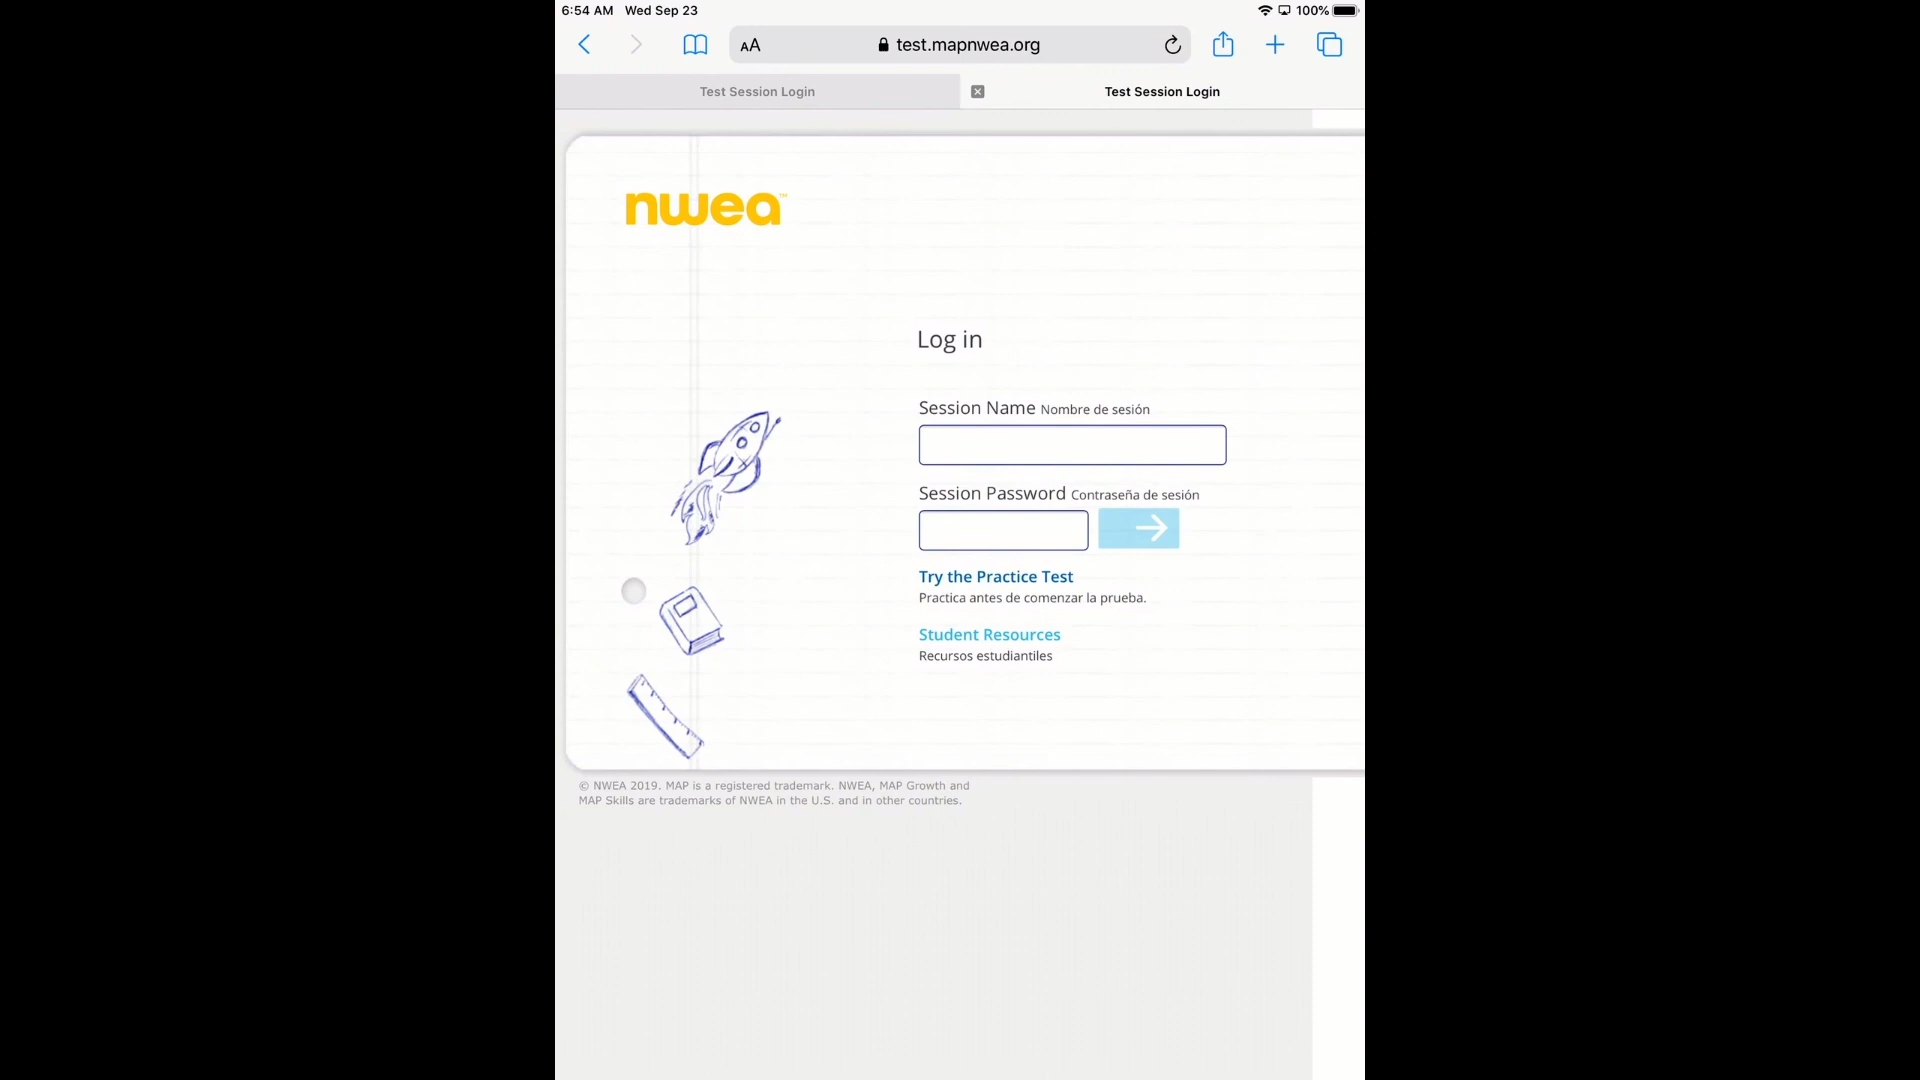 6:54 AM Wed Sep 23
100%
AA test.mapnwea.org
Test Session Login
Test Session Login
nwea™
Log in
Session Name Nombre de sesión
Session Password Contraseña de sesión
Try the Practice Test
Practica antes de comenzar la prueba.
Student Resources
Recursos estudiantiles
© NWEA 2019. MAP is a registered trademark. NWEA, MAP Growth and
MAP Skills are trademarks of NWEA in the U.S. and in other countries.